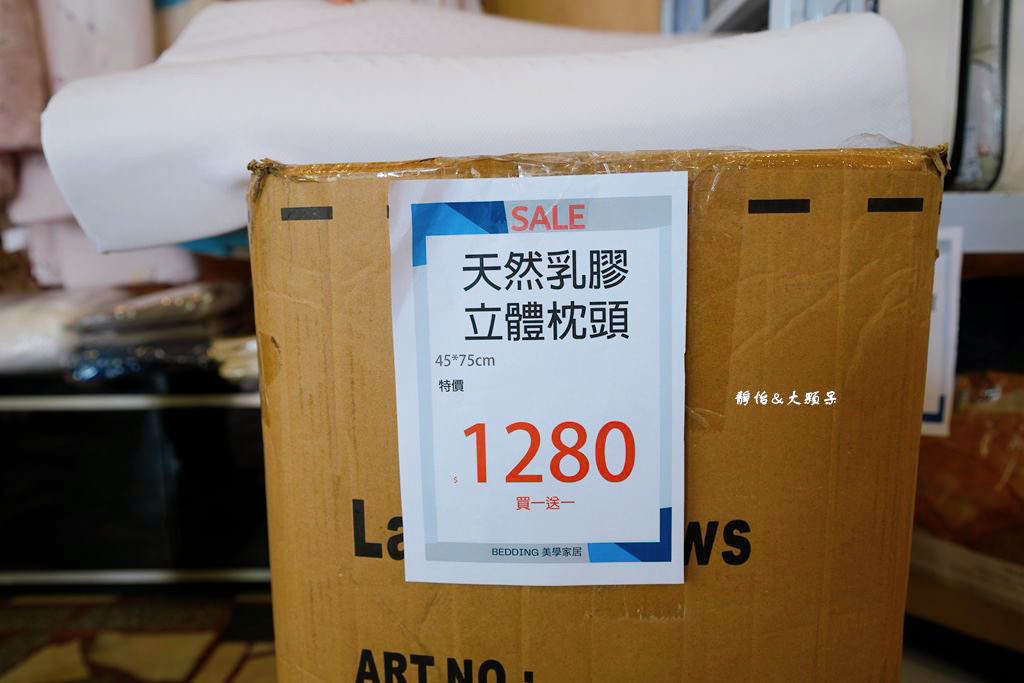 SALE
天然乳膠
立體枕頭
45*75cm
特價
$1280
買一送一
BEDDING 美學家居
靜怡&大顆呆
La
ws
ART.NO.: